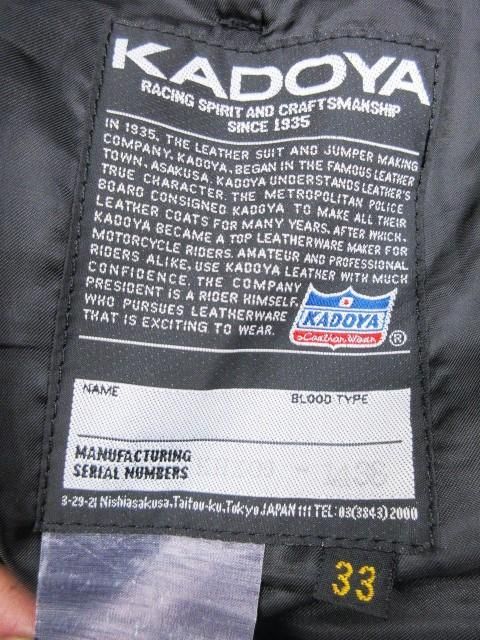 KADOYA
RACING SPIRIT AND CRAFTSMANSHIP
SINCE 1935
IN 1935, THE LEATHER SUIT AND JUMPER MAKING
COMPANY, KADOYA, BEGAN IN THE FAMOUS LEATHER
TOWN, ASAKUSA. KADOYA UNDERSTANDS LEATHER'S
TRUE CHARACTER. THE METROPOLITAN POLICE
BOARD CONSIGNED KADOYA TO MAKE ALL THEIR
LEATHER COATS FOR MANY YEARS. AFTER WHICH,
KADOYA BECAME A TOP LEATHERWARE MAKER FOR
MOTORCYCLE RIDERS. AMATEUR AND PROFESSIONAL
RIDERS ALIKE, USE KADOYA LEATHER WITH MUCH
CONFIDENCE. THE COMPANY
PRESIDENT IS A RIDER HIMSELF,
WHO PURSUES LEATHERWARE
THAT IS EXCITING TO WEAR.
KADOYA
Leather Wear ®
NAME BLOOD TYPE
MANUFACTURING
SERIAL NUMBERS
3-29-21 Nishiasakusa.Taitou-ku.Tokyo.JAPAN 111 TEL: 03(3843) 2000
33